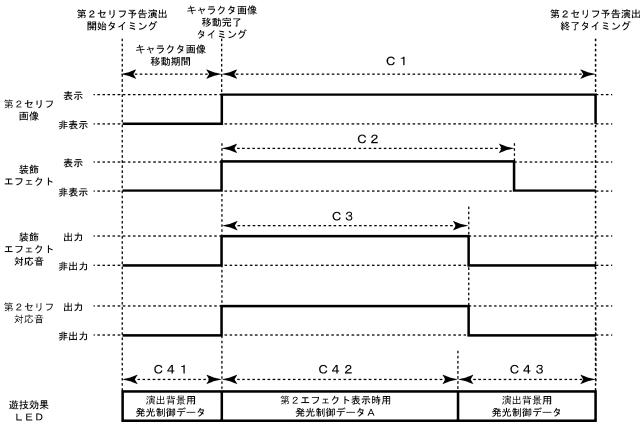 第２セリフ予告演出
開始タイミング
キャラクタ画像
移動完了
タイミング
第２セリフ予告演出
終了タイミング
キャラクタ画像
移動期間
Ｃ１
第２セリフ
画像
表示
非表示
Ｃ２
装飾
エフェクト
表示
非表示
Ｃ３
装飾
エフェクト
対応音
出力
非出力
第２セリフ
対応音
出力
非出力
Ｃ４１
Ｃ４２
Ｃ４３
遊技効果
ＬＥＤ
演出背景用
発光制御データ
第２エフェクト表示時用
発光制御データＡ
演出背景用
発光制御データ